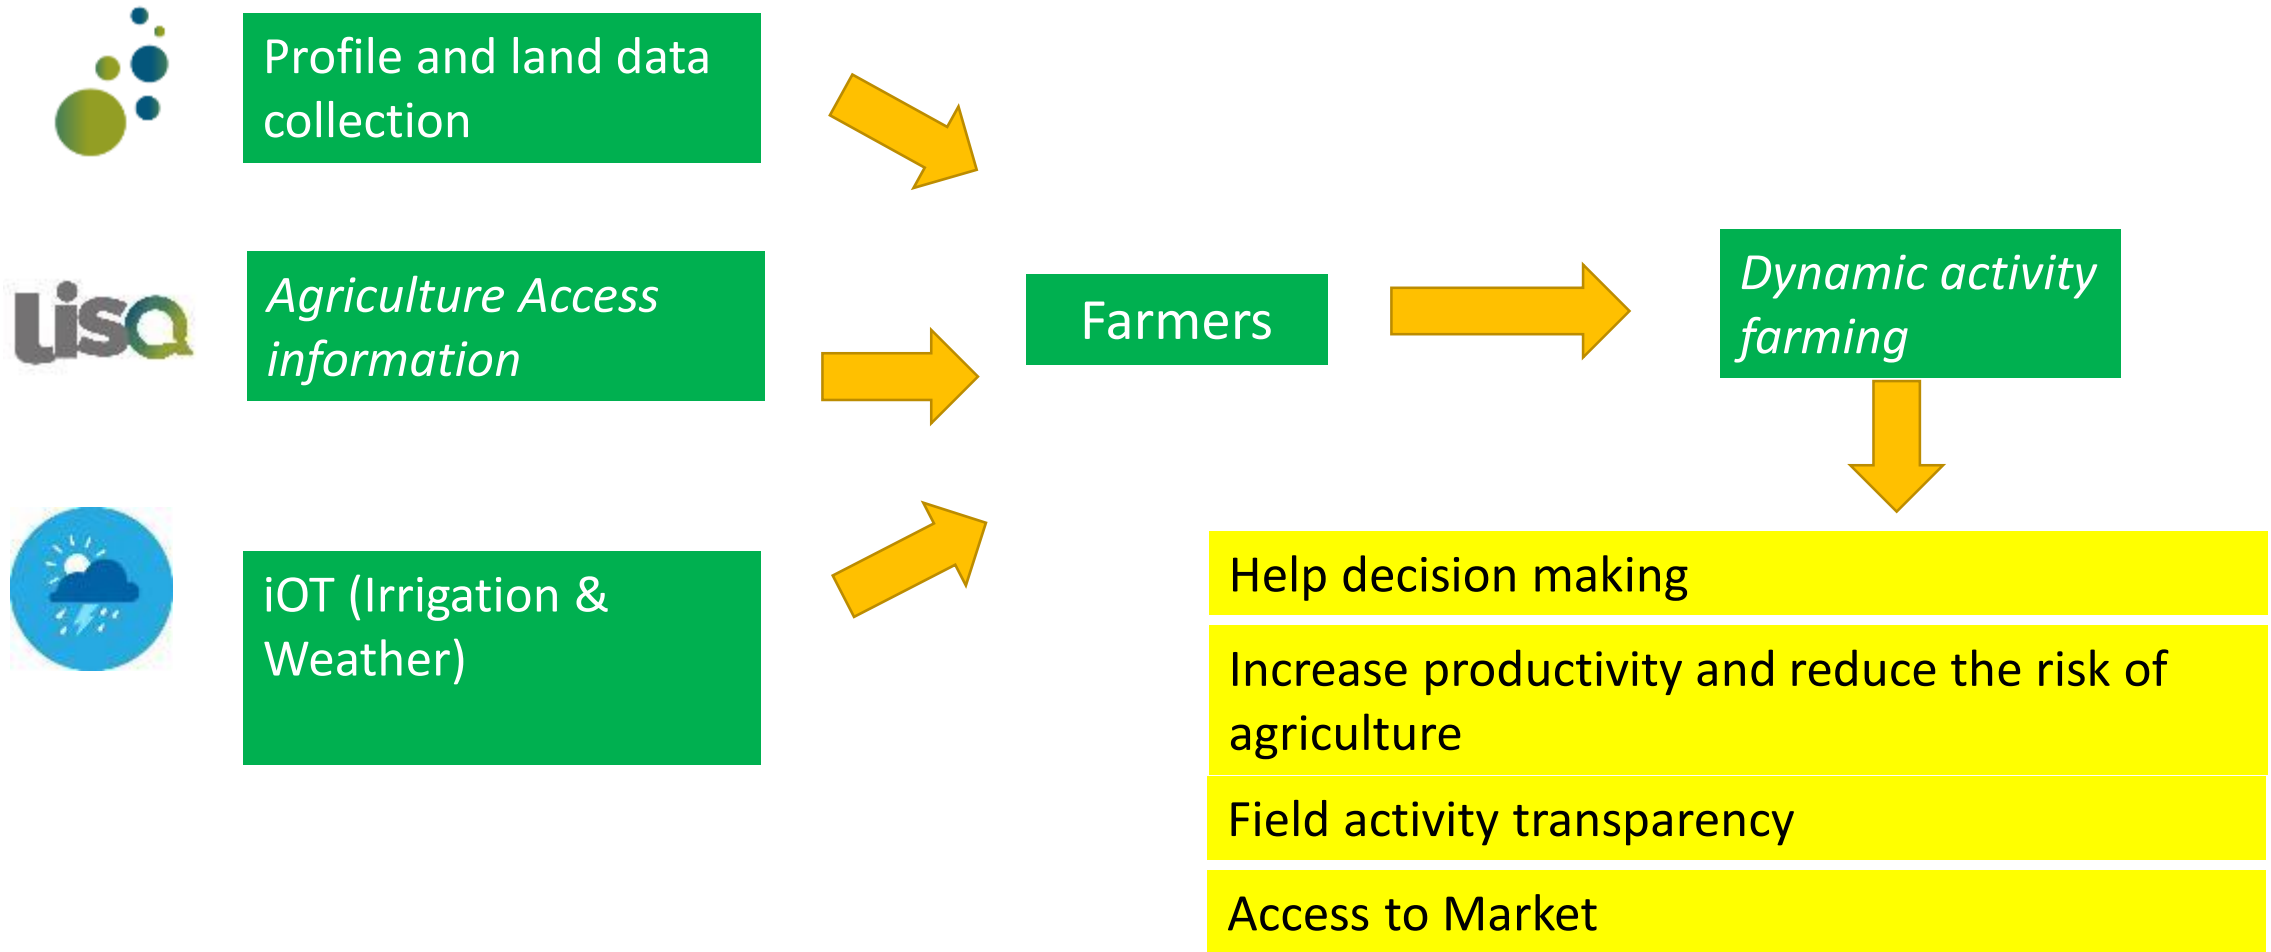 Profile and land data
collection
LisQ
Agriculture Access
information
Farmers
Dynamic activity
farming
iOT (Irrigation &
Weather)
Help decision making
Increase productivity and reduce the risk of
agriculture
Field activity transparency
Access to Market